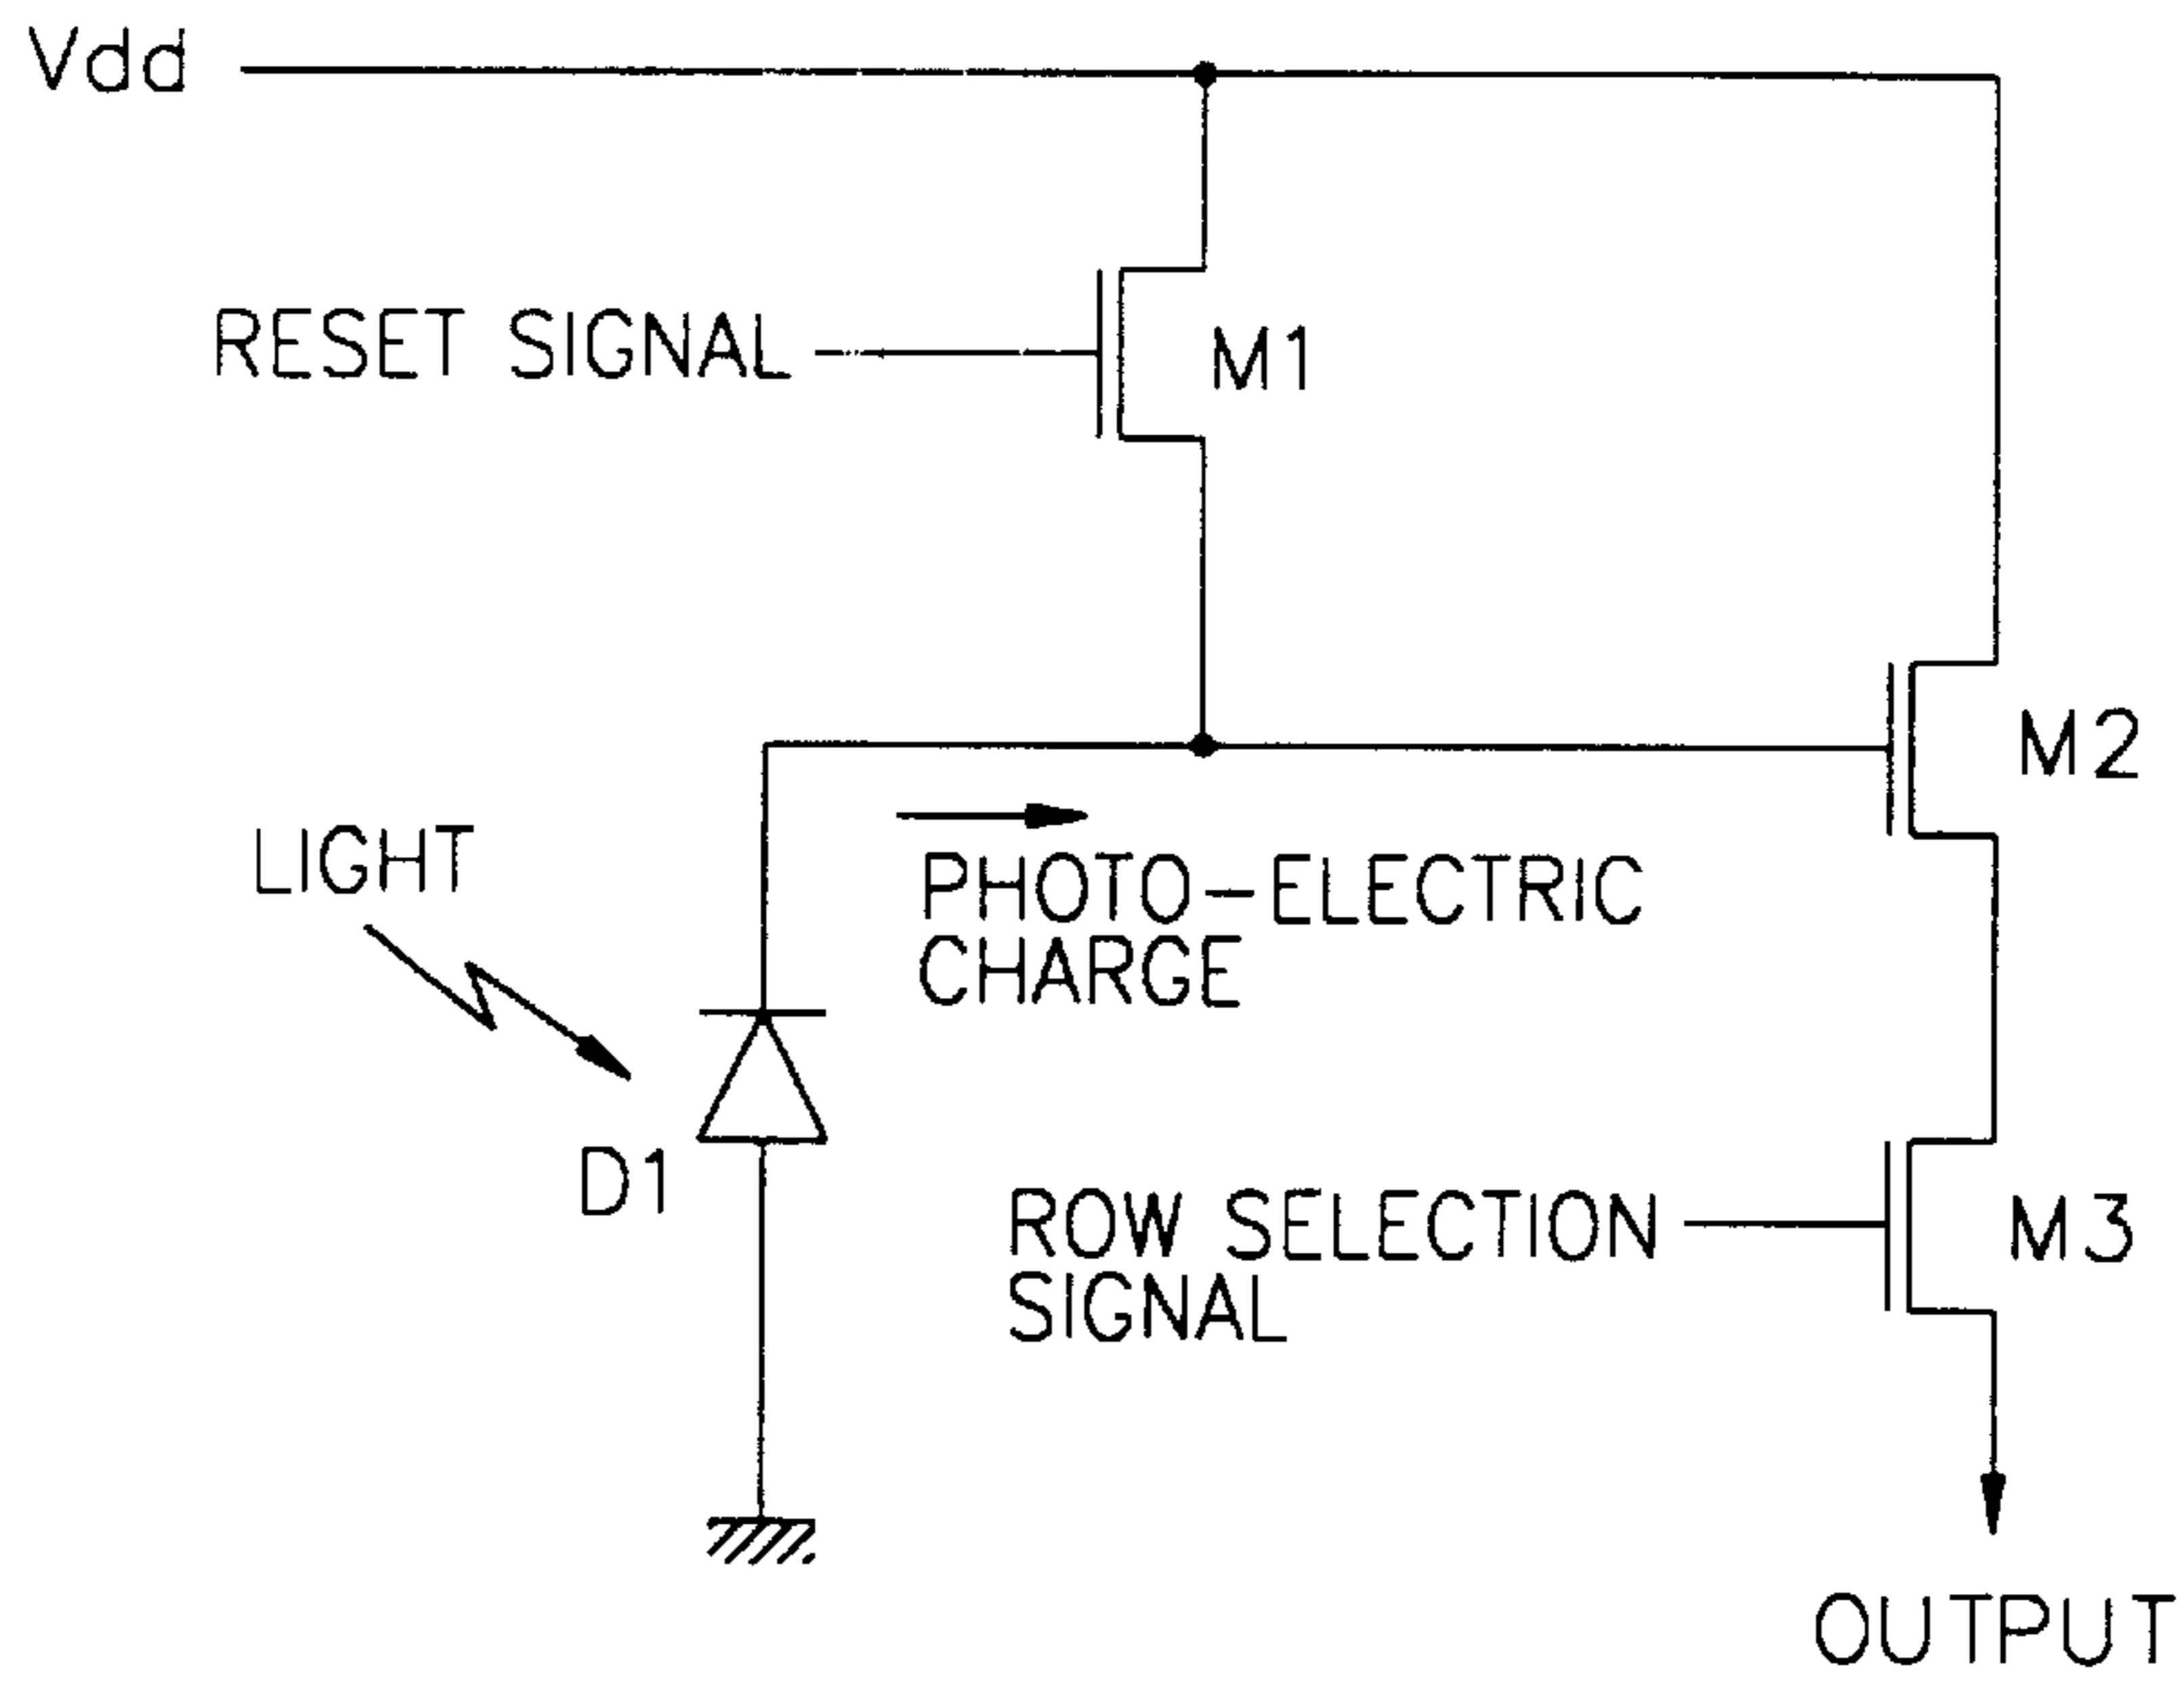 Vdd
RESET SIGNAL
M1
M2
LIGHT
PHOTO-ELECTRIC
CHARGE
D1
ROW SELECTION
SIGNAL
M3
OUTPUT